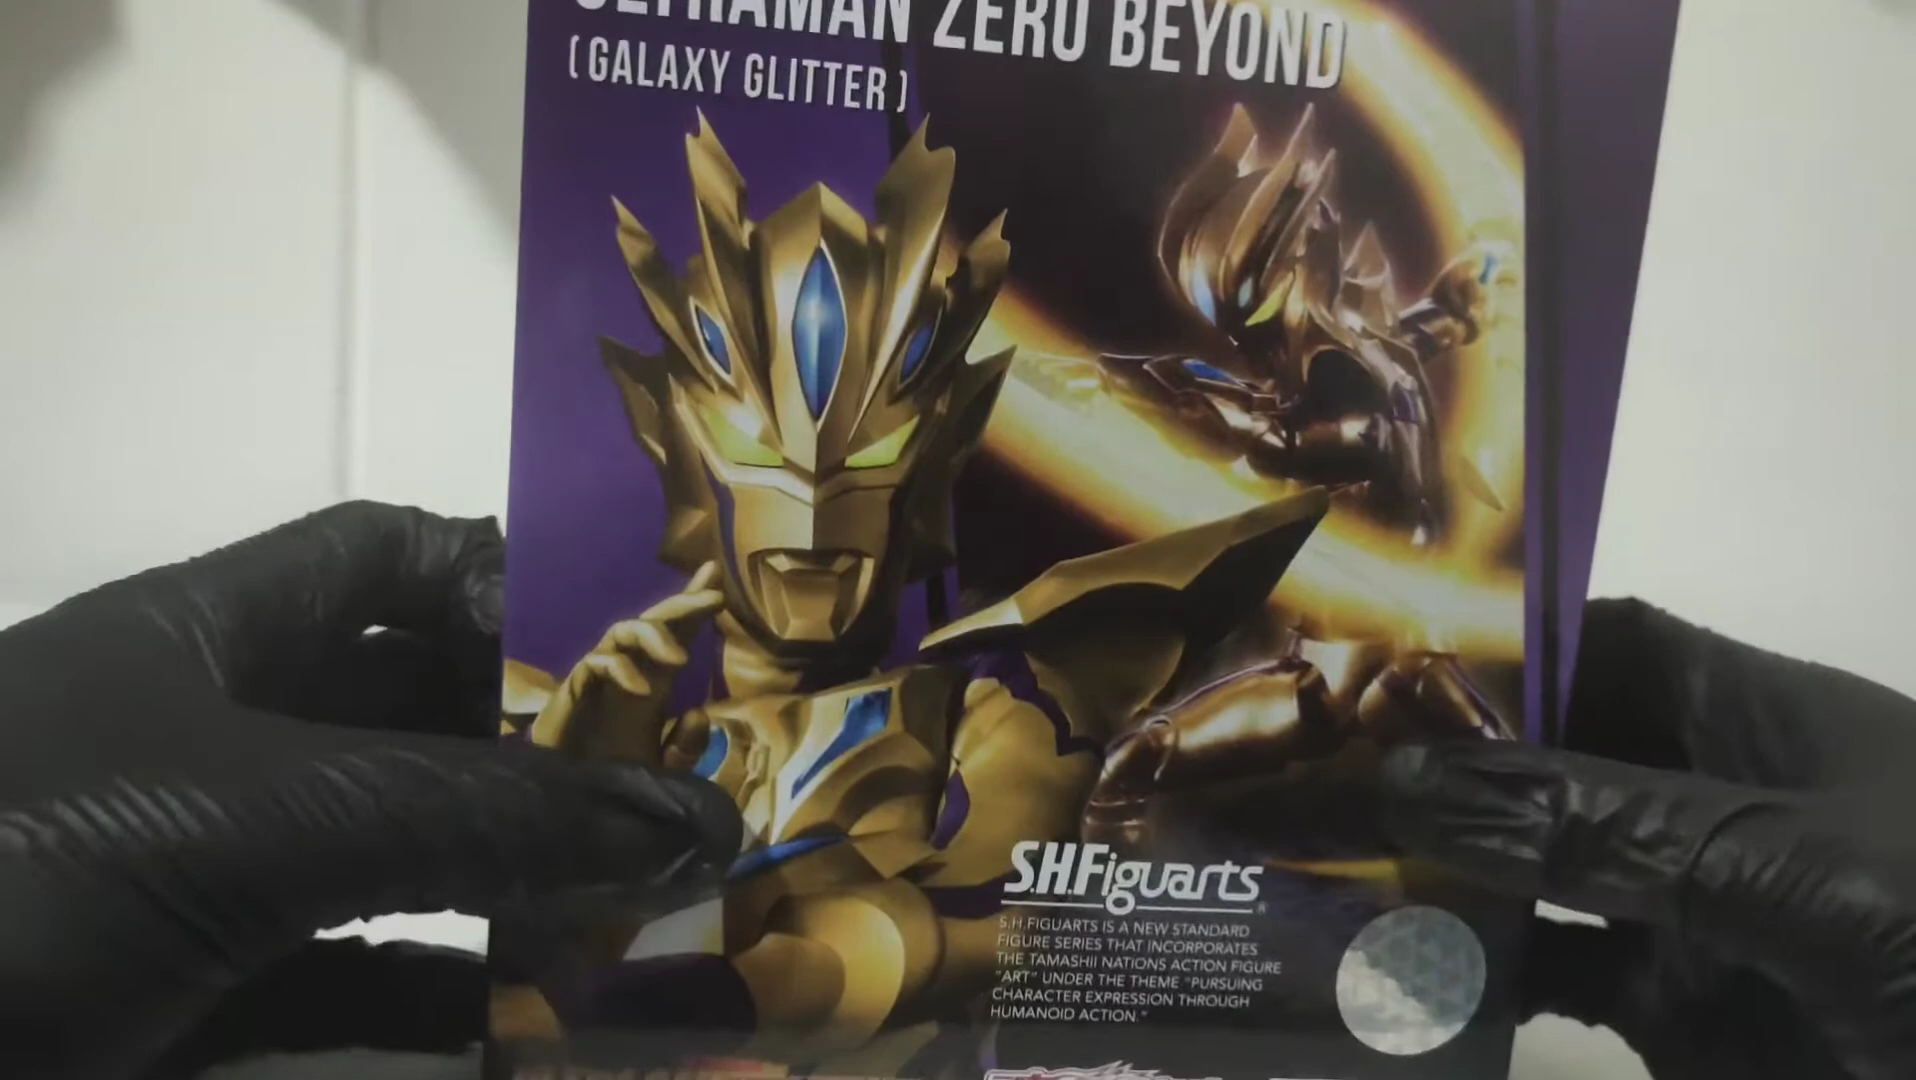 ULTRAMAN ZERO BEYOND
(GALAXY GLITTER)
S.H.Figuarts
S.H.FIGUARTS IS A NEW STANDARD
FIGURE SERIES THAT INCORPORATES
THE TAMASHII NATIONS ACTION FIGURE
"ART" UNDER THE THEME "PURSUING
CHARACTER EXPRESSION THROUGH
HUMANOID ACTION."